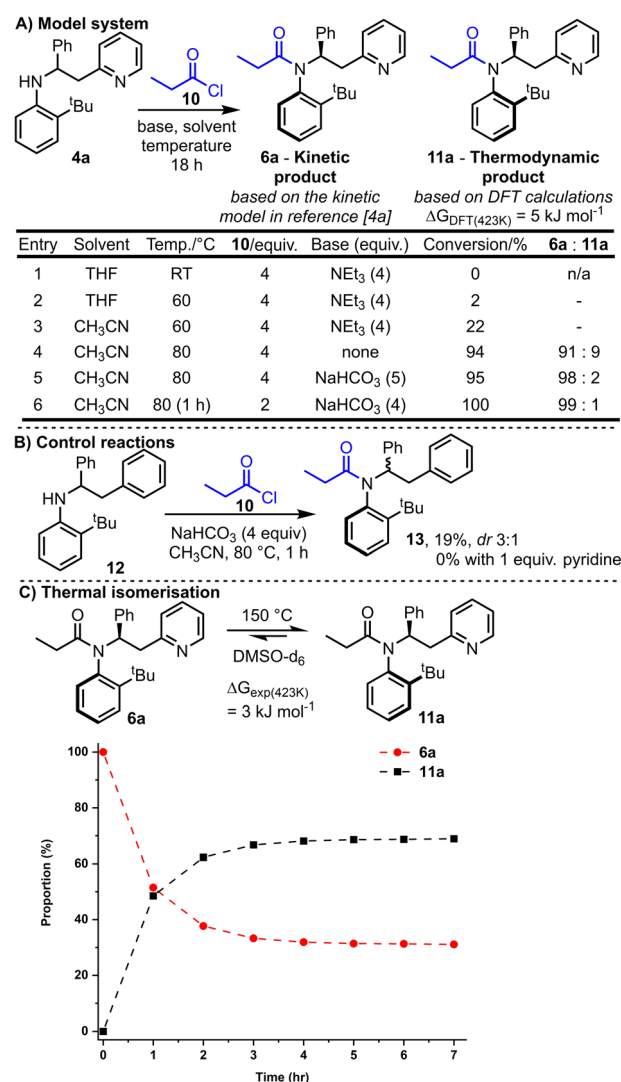 A) Model system
Ph
HN
N
tBu
4a
O
Cl
10
base, solvent
temperature
18 h
O
Ph
N
N
tBu
6a - Kinetic
product
based on the kinetic
model in reference [4a]
O
Ph
N
N
tBu
11a - Thermodynamic
product
based on DFT calculations
ΔG DFT(423K) = 5 kJ mol-1
Entry Solvent Temp./°C 10/equiv. Base (equiv.) Conversion/% 6a : 11a
1 THF RT 4 NEt3 (4) 0 n/a
2 THF 60 4 NEt3 (4) 2 -
3 CH3CN 60 4 NEt3 (4) 22 -
4 CH3CN 80 4 none 94 91 : 9
5 CH3CN 80 4 NaHCO3 (5) 95 98 : 2
6 CH3CN 80 (1 h) 2 NaHCO3 (4) 100 99 : 1
B) Control reactions
Ph
HN
tBu
12
O
Cl
10
NaHCO3 (4 equiv)
CH3CN, 80 °C, 1 h
O
Ph
N
tBu
13, 19%, dr 3:1
0% with 1 equiv. pyridine
C) Thermal isomerisation
O
Ph
N
N
tBu
6a
150 °C
DMSO-d6
ΔGexp(423K)
= 3 kJ mol-1
O
Ph
N
N
tBu
11a
6a
11a
Proportion (%)
100
80
60
40
20
0
0 1 2 3 4 5 6 7
Time (hr)